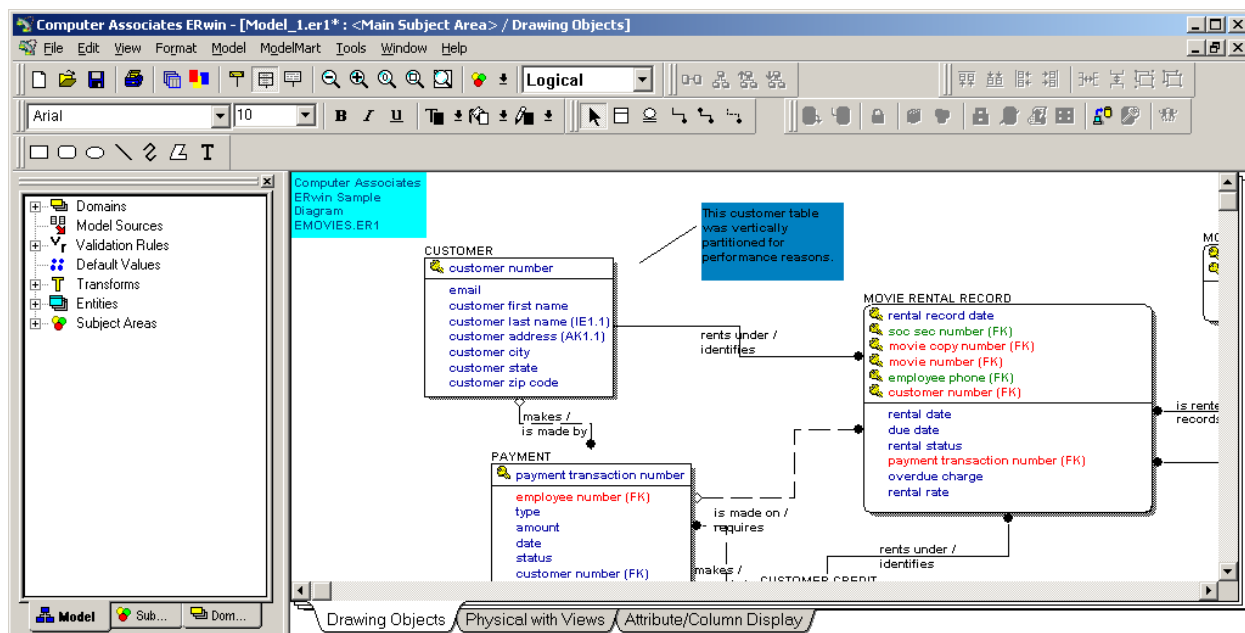 Computer Associates ERwin - [Model_1.er1* : <Main Subject Area> / Drawing Objects]
File Edit View Format Model ModelMart Tools Window Help
Logical
Arial 10 B I U
T
Computer Associates
ERwin Sample
Diagram
EMOVIES.ER1
Domains
Model Sources
Validation Rules
Default Values
Transforms
Entities
Subject Areas
This customer table
was vertically
partitioned for
performance reasons.
CUSTOMER
customer number
email
customer first name
customer last name (IE1.1)
customer address (AK1.1)
customer city
customer state
customer zip code
rents under /
identifies
MOVIE RENTAL RECORD
rental record date
soc sec number (FK)
movie copy number (FK)
movie number (FK)
employee phone (FK)
customer number (FK)
rental date
due date
rental status
payment transaction number (FK)
overdue charge
rental rate
makes /
is made by
PAYMENT
payment transaction number
employee number (FK)
type
amount
date
status
customer number (FK)
is made on /
requires
makes /
rents under /
identifies
CUSTOMER CREDIT
is rente
records
MO
Model Sub... Dom...
Drawing Objects Physical with Views Attribute/Column Display